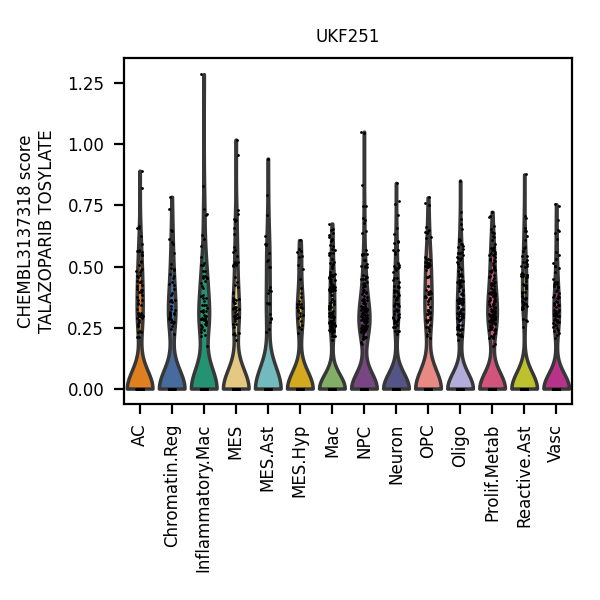 UKF251
CHEMBL3137318 score
TALAZOPARIB TOSYLATE
1.25
1.00
0.75
0.50
0.25
0.00
AC
Chromatin.Reg
Inflammatory.Mac
MES
MES.Ast
MES.Hyp
Mac
NPC
Neuron
OPC
Oligo
Prolif.Metab
Reactive.Ast
Vasc